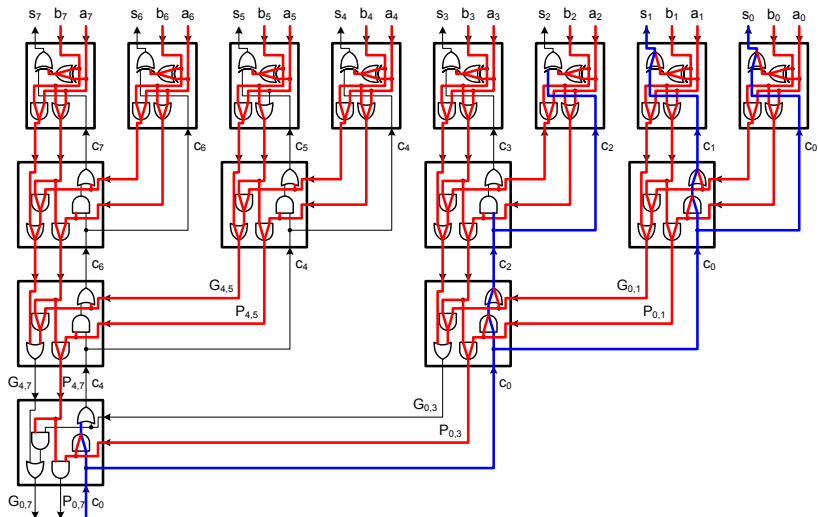 s7 b7 a7 s6 b6 a6 s5 b5 a5 s4 b4 a4 s3 b3 a3 s2 b2 a2 s1 b1 a1 s0 b0 a0
c7 c6 c5 c4 c3 c2 c1 c0
c6 c4 c2 c0
G4,5 G0,1
P4,5 P0,1
G4,7 P4,7 c4 c0
G0,3
P0,3
G0,7 P0,7 c0